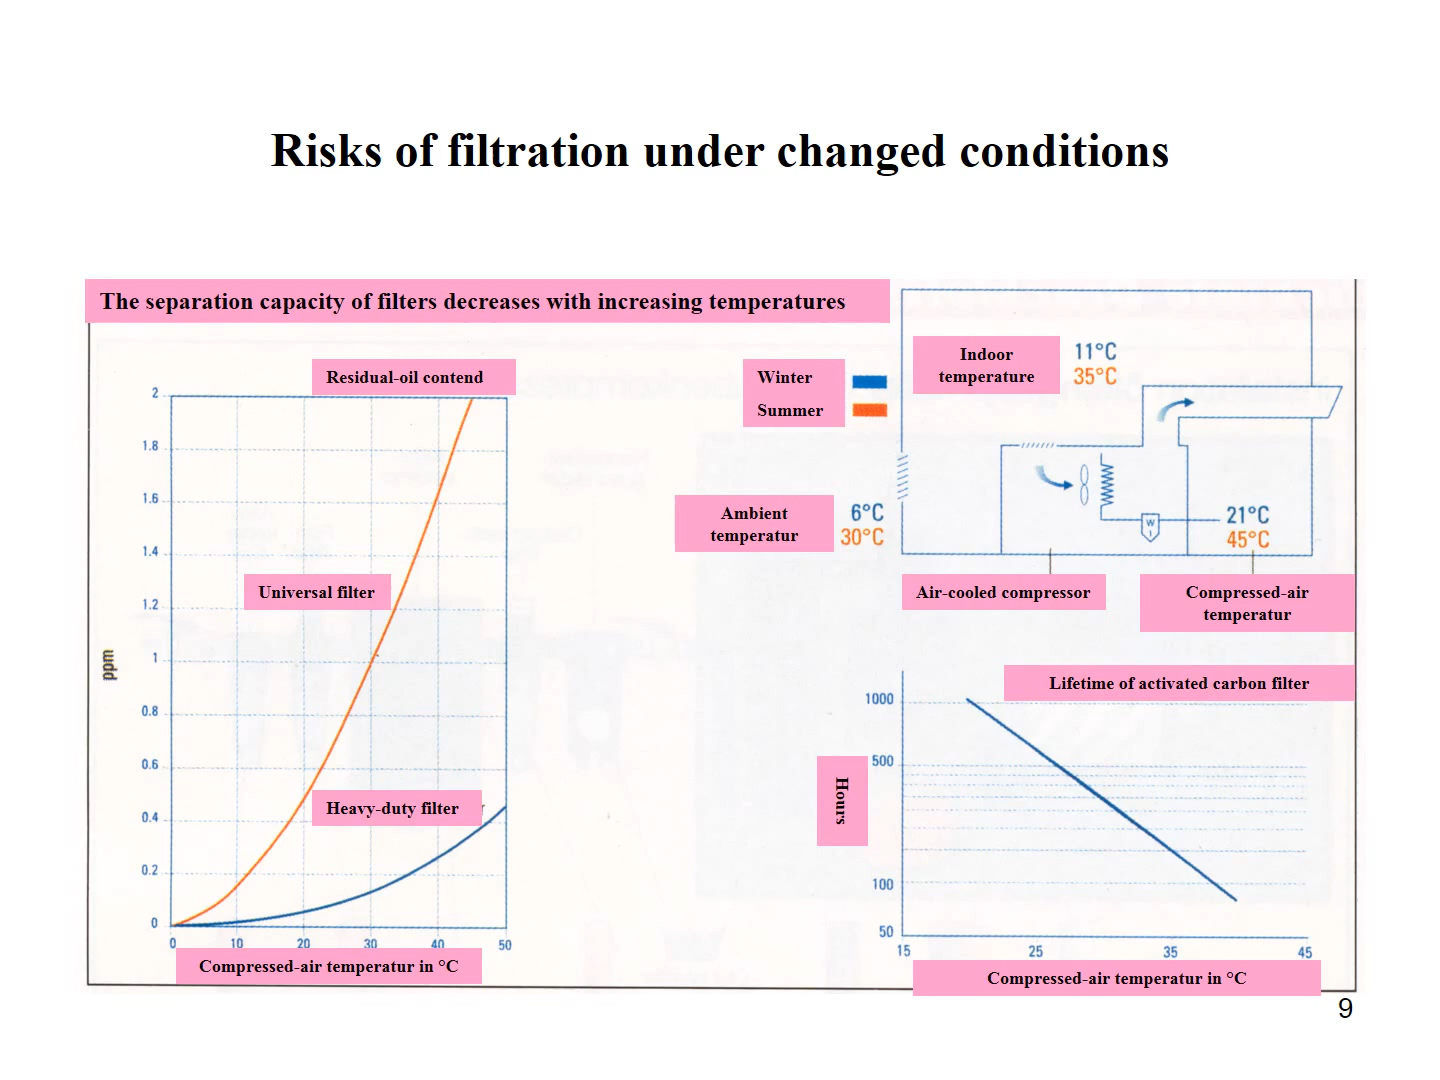 Risks of filtration under changed conditions
The separation capacity of filters decreases with increasing temperatures
Residual-oil contend
2
1.8
1.6
1.4
1.2
1
0.8
0.6
0.4
0.2
0
ppm
Universal filter
Heavy-duty filter
0 10 20 30 40 50
Compressed-air temperatur in °C
Winter
Summer
Indoor
temperature
11°C
35°C
Ambient
temperatur
6°C
30°C
W
I
21°C
45°C
Air-cooled compressor
Compressed-air
temperatur
Lifetime of activated carbon filter
1000
500
100
50
Hours
15 25 35 45
Compressed-air temperatur in °C
9